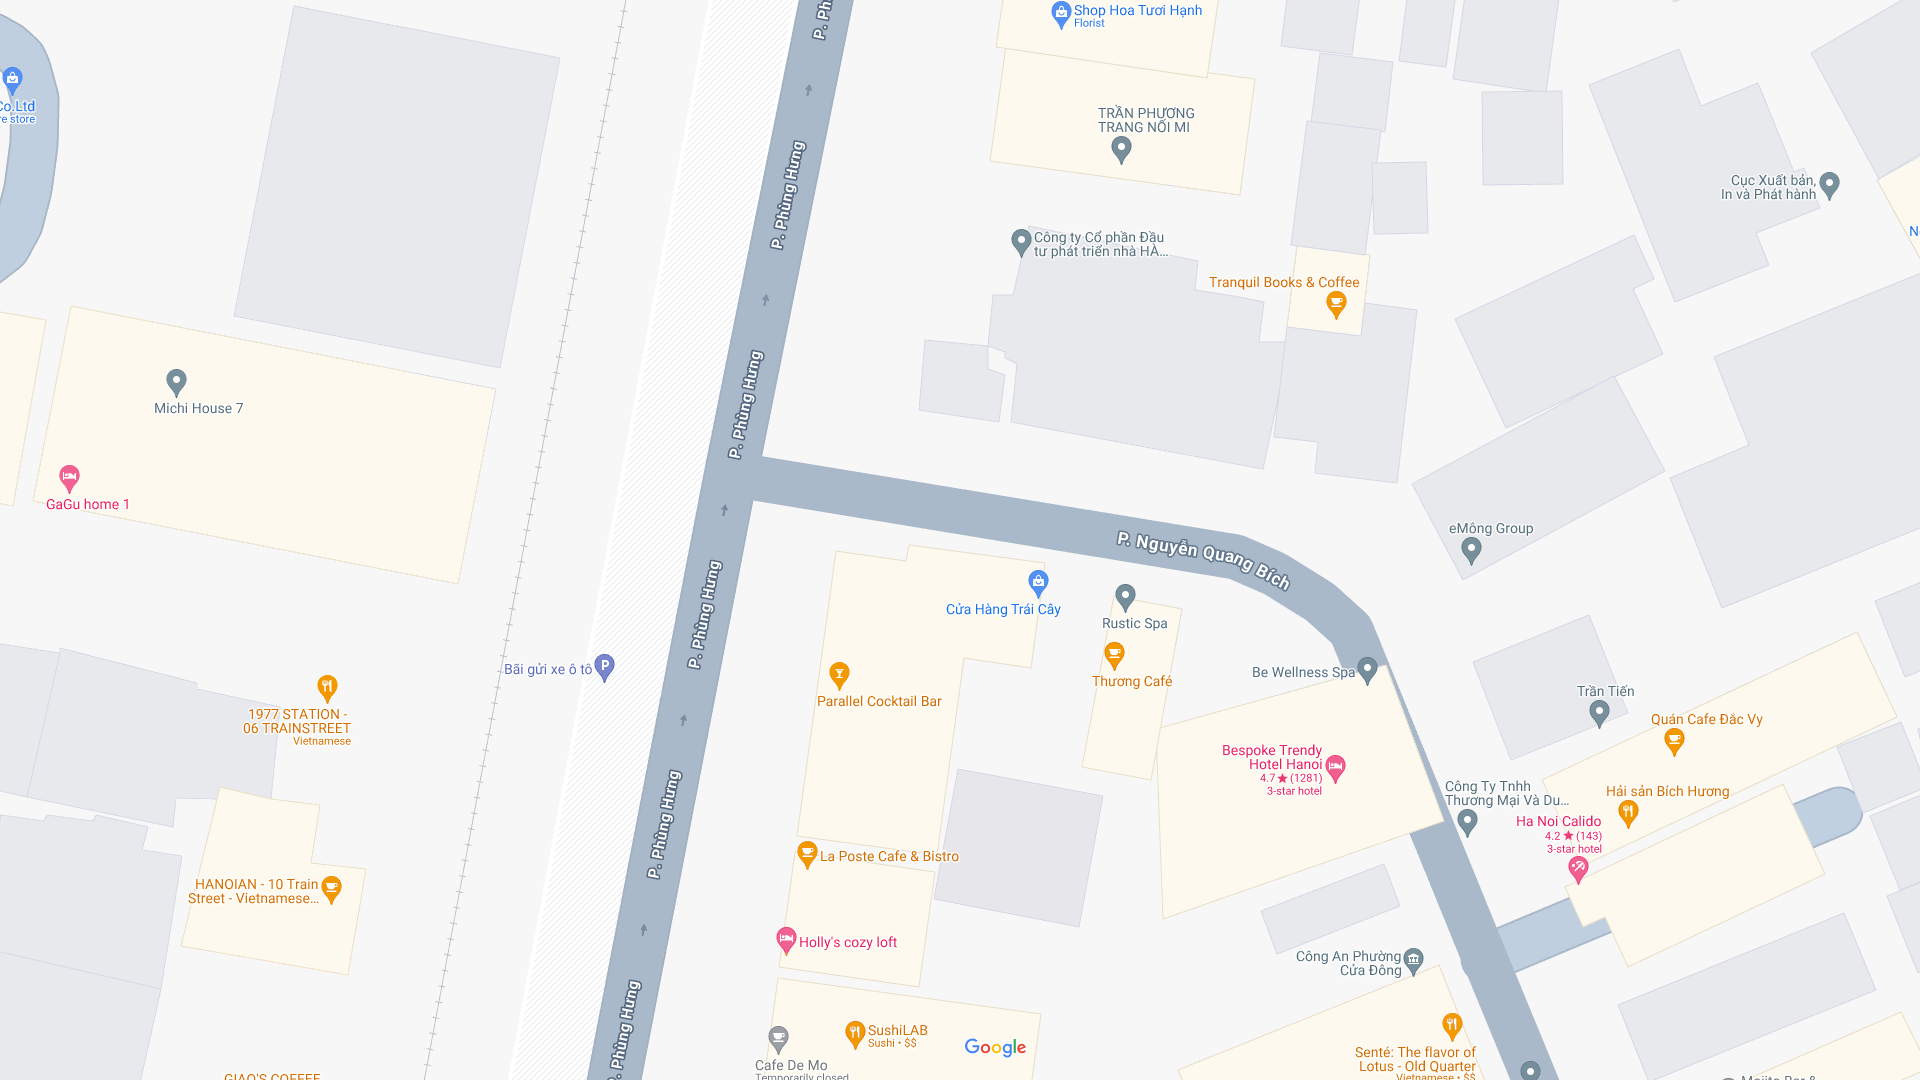 P. Ph
Shop Hoa Tươi Hạnh
Florist
Co.Ltd
re store
TRẦN PHƯƠNG
TRANG NỐI MI
P. Phùng Hưng
Cục Xuất bản,
In và Phát hành
N
Công ty Cổ phần Đầu
tư phát triển nhà HÀ...
Tranquil Books & Coffee
P. Phùng Hưng
Michi House 7
GaGu home 1
eMông Group
P. Nguyễn Quang Bích
P. Phùng Hưng
Cửa Hàng Trái Cây
Rustic Spa
Bãi gửi xe ô tô
P
Be Wellness Spa
Thương Café
Trần Tiến
Parallel Cocktail Bar
1977 STATION -
06 TRAINSTREET
Vietnamese
Quán Cafe Đắc Vy
Bespoke Trendy
Hotel Hanoi
4.7★(1281)
3-star hotel
Công Ty Tnhh
Thương Mại Và Du...
Hải sản Bích Hương
Ha Noi Calido
4.2★(143)
3-star hotel
P. Phùng Hưng
La Poste Cafe & Bistro
HANOIAN - 10 Train
Street - Vietnamese...
Holly's cozy loft
Công An Phường
Cửa Đông
P. Phùng Hưng
SushiLAB
Sushi • $$
Google
Cafe De Mo
Temporarily closed
Senté: The flavor of
Lotus - Old Quarter
Vietnamese • $$
GIAO'S COFFEE
Mojito Bar &